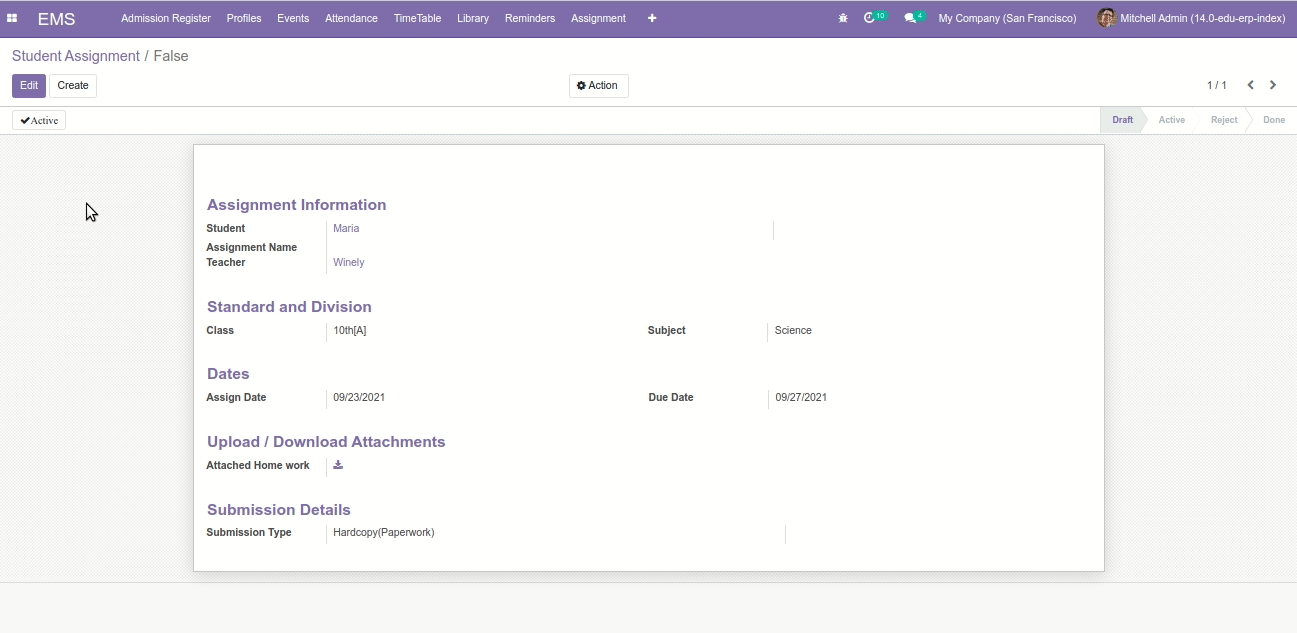 EMS Admission Register Profiles Events Attendance TimeTable Library Reminders Assignment 10 4 My Company (San Francisco) Mitchell Admin (14.0-edu-erp-index)
Student Assignment / False
Edit Create Action 1 / 1
Active Draft Active Reject Done
Assignment Information
Student Maria
Assignment Name
Teacher Winely
Standard and Division
Class 10th[A] Subject Science
Dates
Assign Date 09/23/2021 Due Date 09/27/2021
Upload / Download Attachments
Attached Home work
Submission Details
Submission Type Hardcopy(Paperwork)